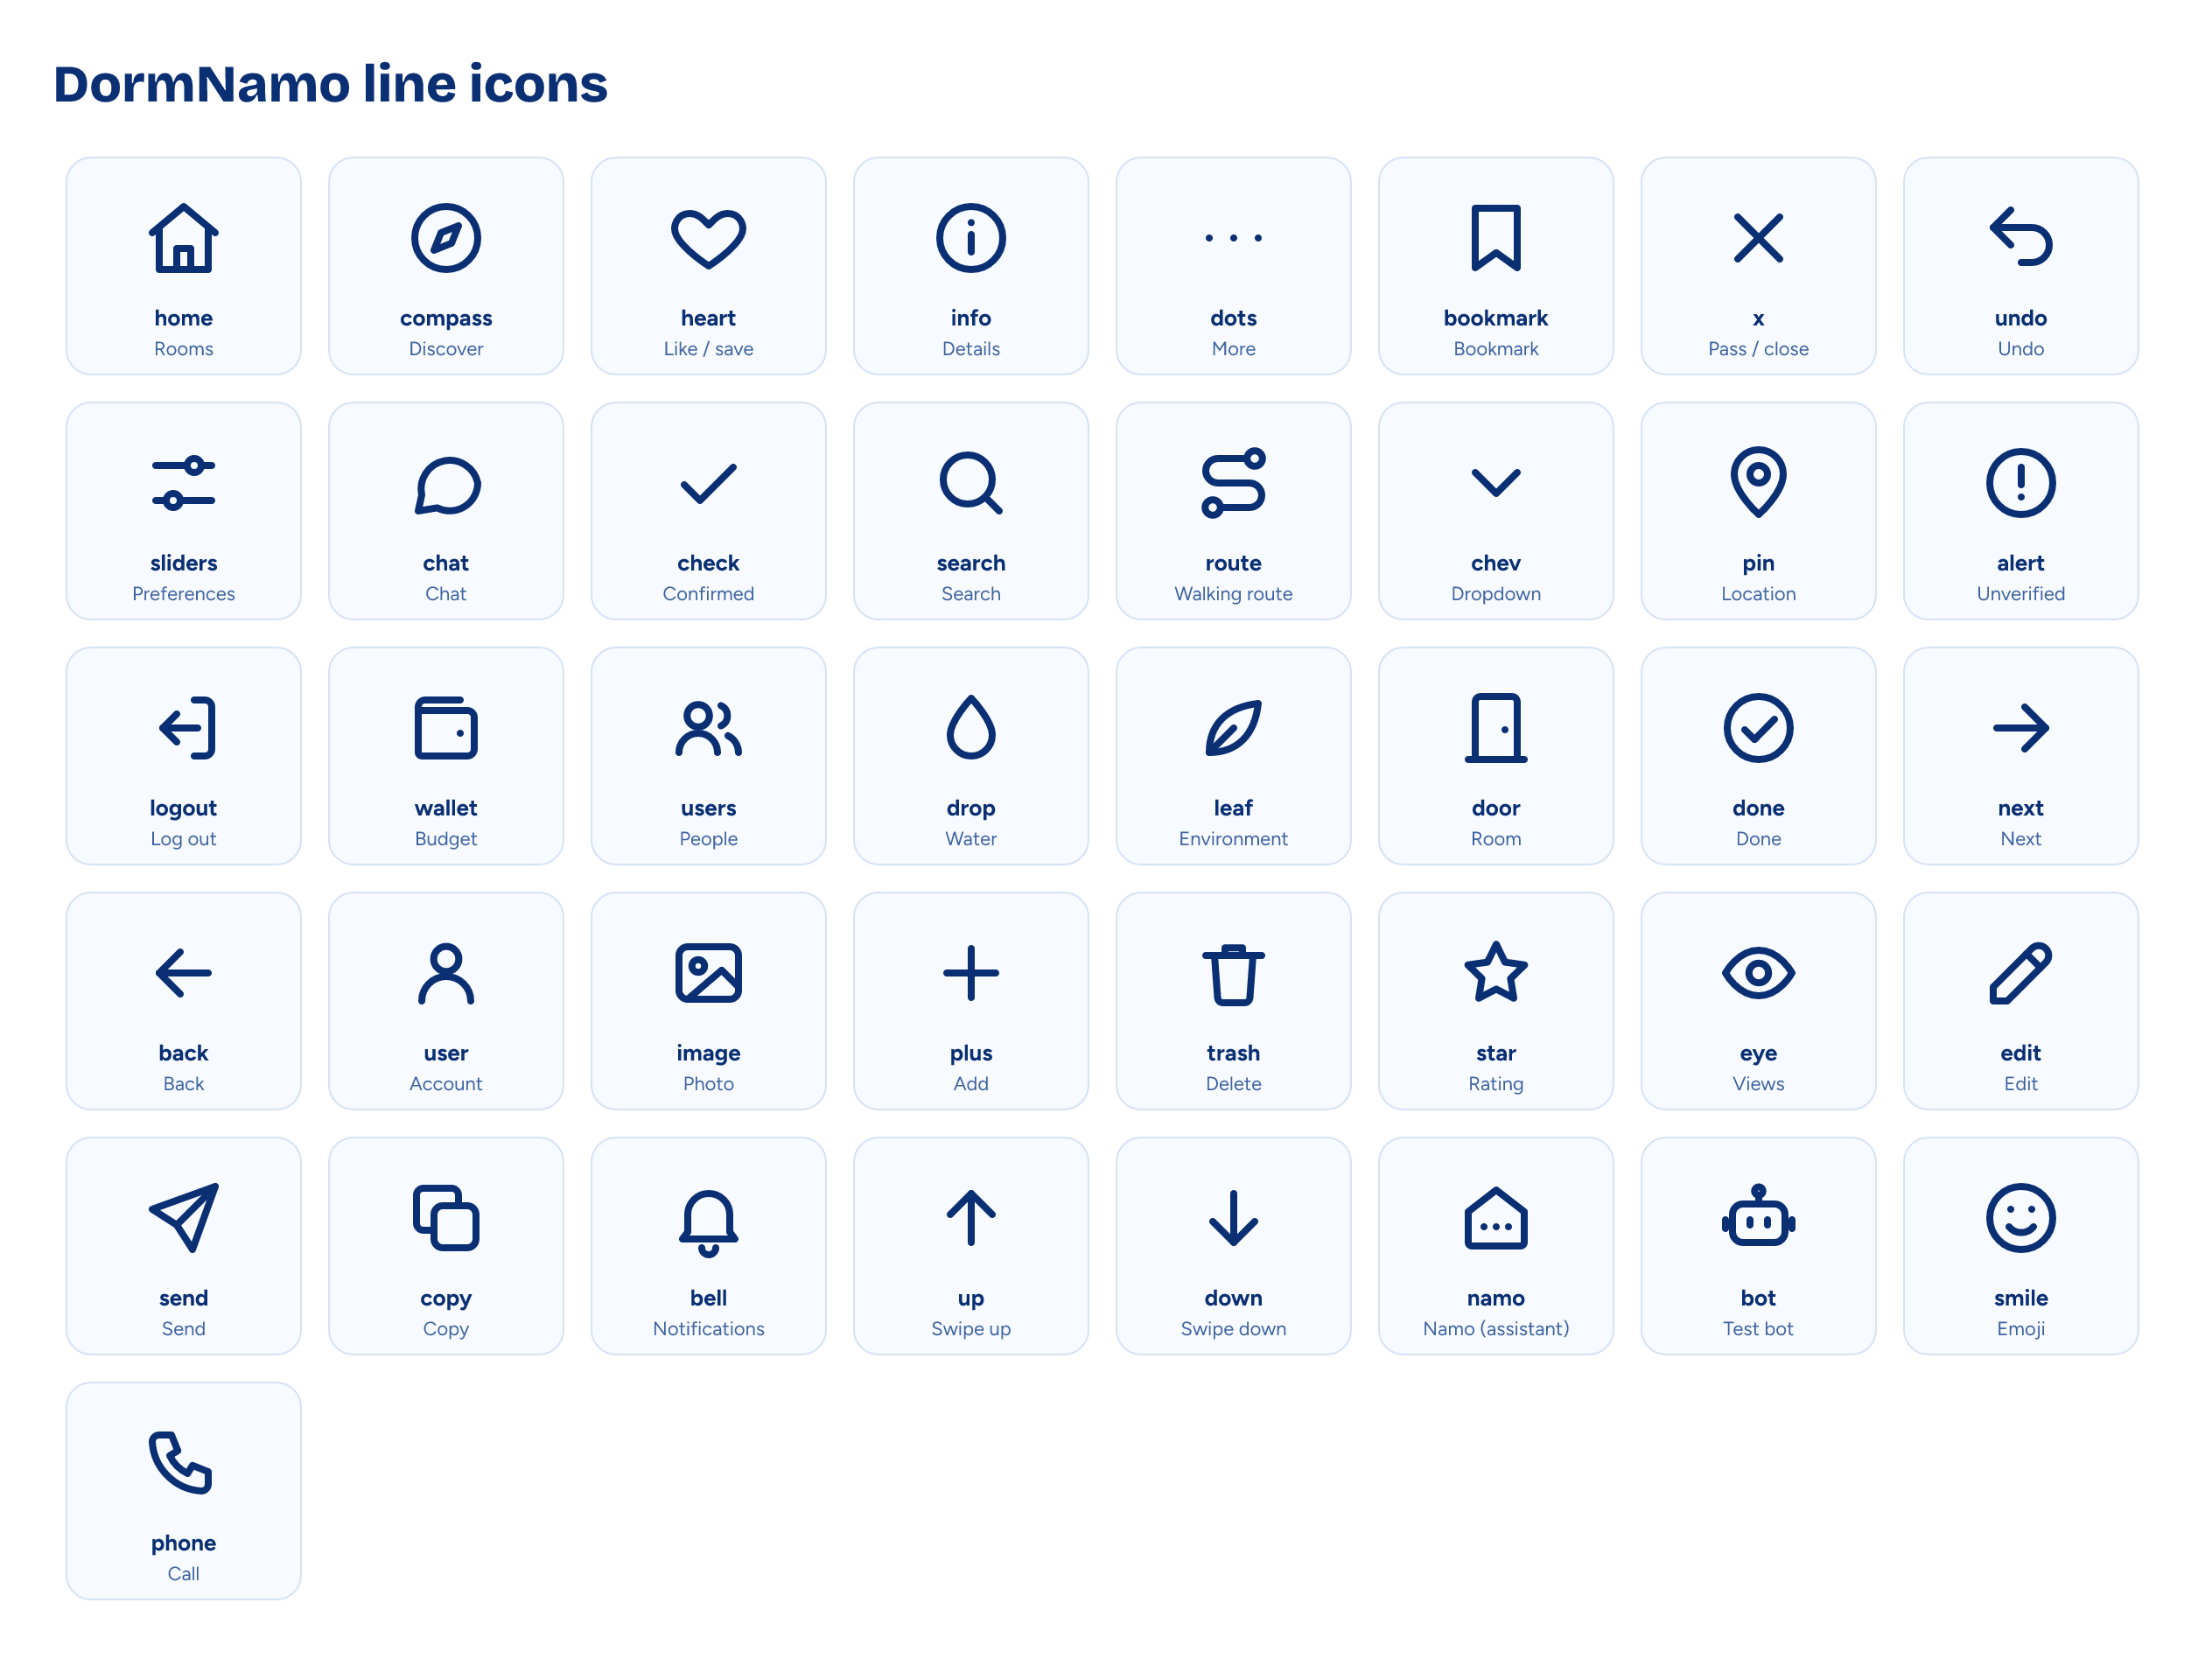 DormNamo line icons
home
Rooms
compass
Discover
heart
Like / save
info
Details
dots
More
bookmark
Bookmark
x
Pass / close
undo
Undo
sliders
Preferences
chat
Chat
check
Confirmed
search
Search
route
Walking route
chev
Dropdown
pin
Location
alert
Unverified
logout
Log out
wallet
Budget
users
People
drop
Water
leaf
Environment
door
Room
done
Done
next
Next
back
Back
user
Account
image
Photo
plus
Add
trash
Delete
star
Rating
eye
Views
edit
Edit
send
Send
copy
Copy
bell
Notifications
up
Swipe up
down
Swipe down
namo
Namo (assistant)
bot
Test bot
smile
Emoji
phone
Call